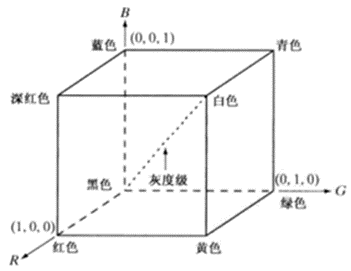 B
蓝色
(0, 0, 1)
青色
深红色
白色
黑色
灰度级
(0, 1, 0)
G
绿色
(1, 0, 0)
R
红色
黄色